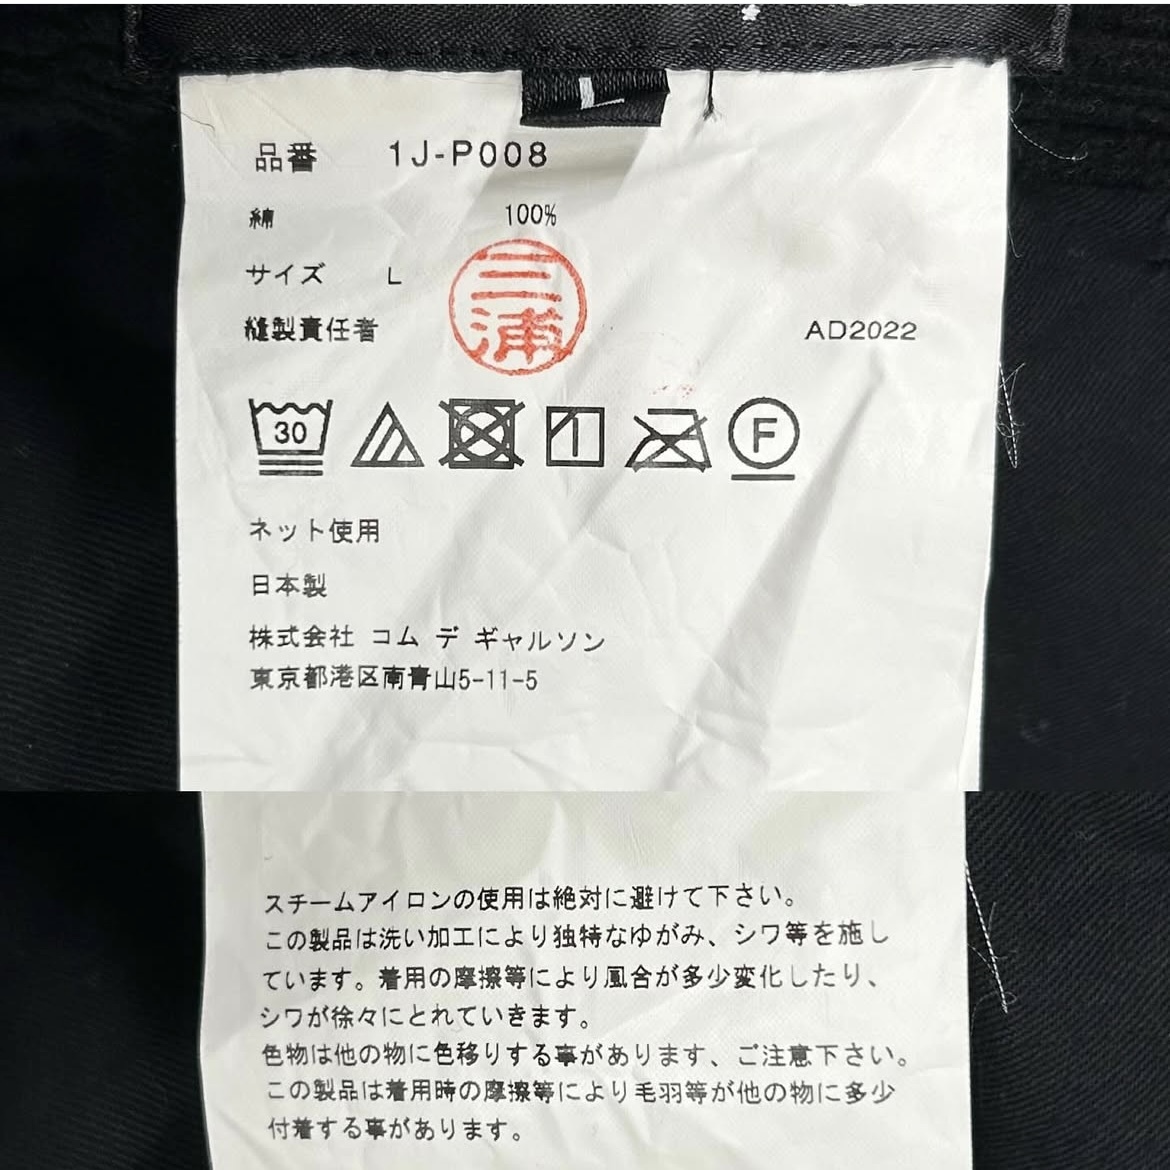 L
品番 1J-P008
綿 100%
サイズ L
縫製責任者 三浦 AD2022
30 F
ネット使用
日本製
株式会社 コム デ ギャルソン
東京都港区南青山5-11-5
スチームアイロンの使用は絶対に避けて下さい。
この製品は洗い加工により独特なゆがみ、シワ等を施し
ています。着用の摩擦等により風合が多少変化したり、
シワが徐々にとれていきます。
色物は他の物に色移りする事があります、ご注意下さい。
この製品は着用時の摩擦等により毛羽等が他の物に多少
付着する事があります。